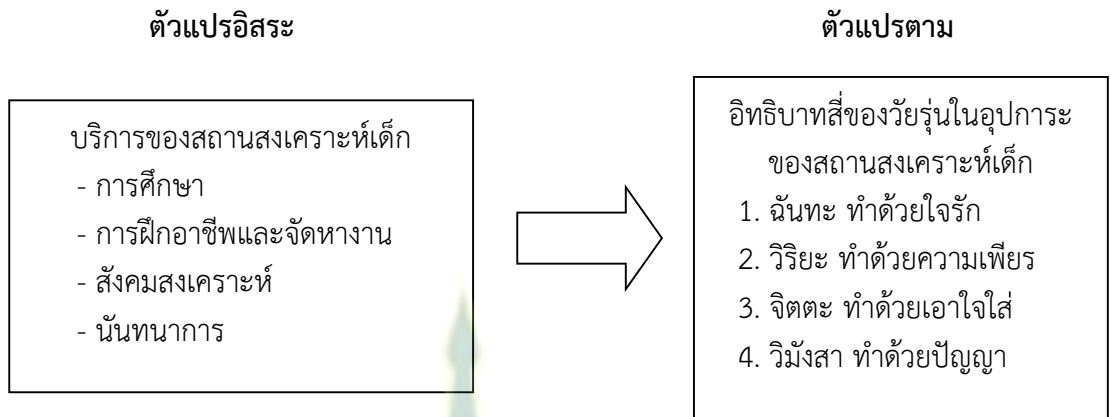 ตัวแปรอิสระ
ตัวแปรตาม
บริการของสถานสงเคราะห์เด็ก
- การศึกษา
- การฝึกอาชีพและจัดหางาน
- สังคมสงเคราะห์
- นันทนาการ
อิทธิบาทสี่ของวัยรุ่นในอุปการะ
ของสถานสงเคราะห์เด็ก
1. ฉันทะ ทำด้วยใจรัก
2. วิริยะ ทำด้วยความเพียร
3. จิตตะ ทำด้วยเอาใจใส่
4. วิมังสา ทำด้วยปัญญา